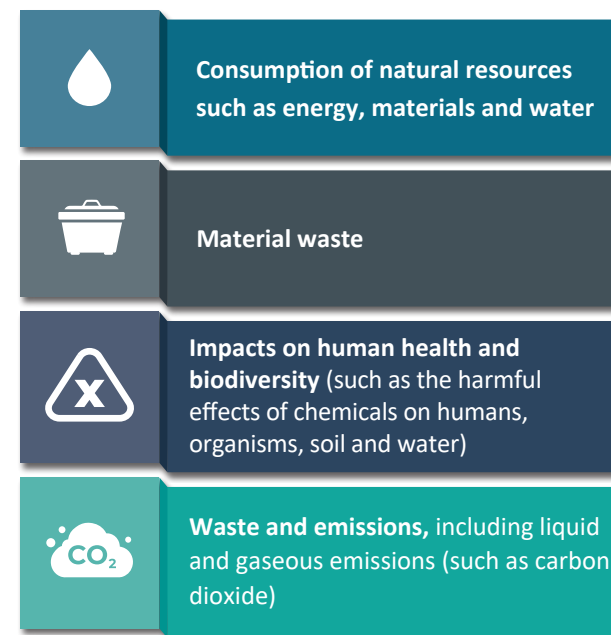 Consumption of natural resources
such as energy, materials and water
Material waste
Impacts on human health and
biodiversity (such as the harmful
effects of chemicals on humans,
organisms, soil and water)
X
Waste and emissions, including liquid
and gaseous emissions (such as carbon
dioxide)
CO₂